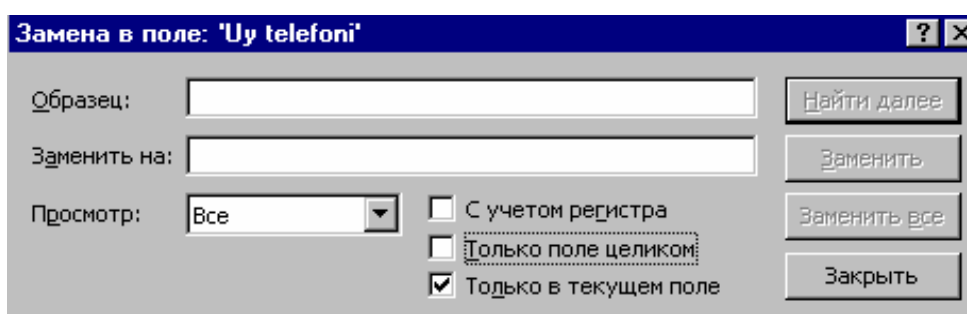 Замена в поле: 'Uy telefoni'
Образец:
Найти далее
Заменить на:
Заменить
Просмотр:
Все
С учетом регистра
Заменить все
Только поле целиком
Только в текущем поле
Закрыть